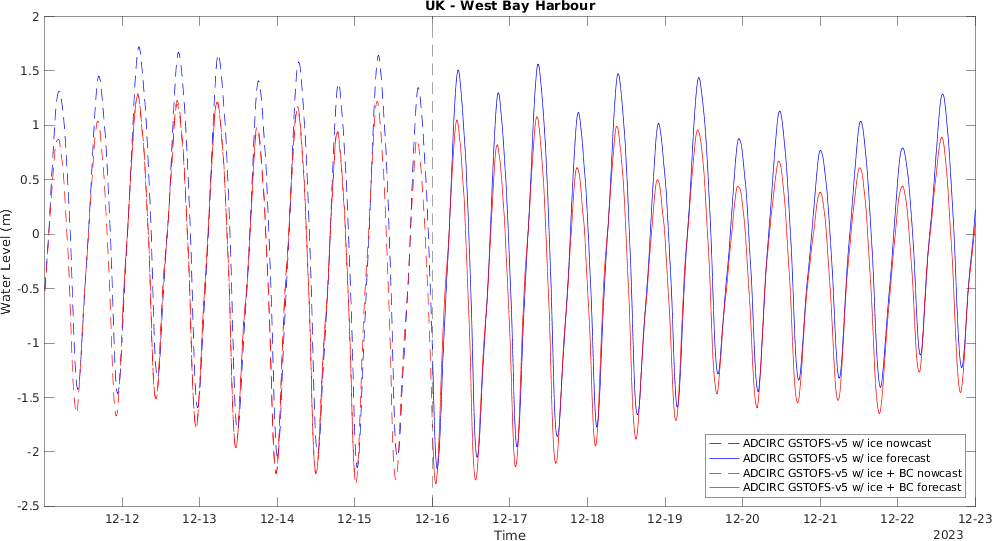 UK - West Bay Harbour
2
1.5
1
0.5
0
-0.5
-1
-1.5
-2
-2.5
Water Level (m)
12-12 12-13 12-14 12-15 12-16 12-17 12-18 12-19 12-20 12-21 12-22 12-23
Time
2023
ADCIRC GSTOFS-v5 w/ ice nowcast
ADCIRC GSTOFS-v5 w/ ice forecast
ADCIRC GSTOFS-v5 w/ ice + BC nowcast
ADCIRC GSTOFS-v5 w/ ice + BC forecast